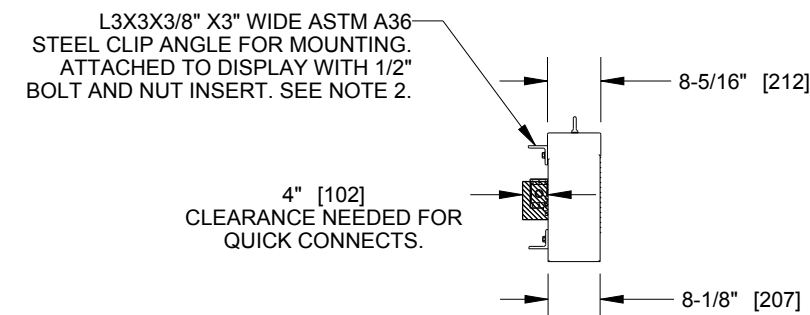 L3X3X3/8" X3" WIDE ASTM A36
STEEL CLIP ANGLE FOR MOUNTING.
ATTACHED TO DISPLAY WITH 1/2"
BOLT AND NUT INSERT. SEE NOTE 2.
8-5/16" [212]
4" [102]
CLEARANCE NEEDED FOR
QUICK CONNECTS.
8-1/8" [207]